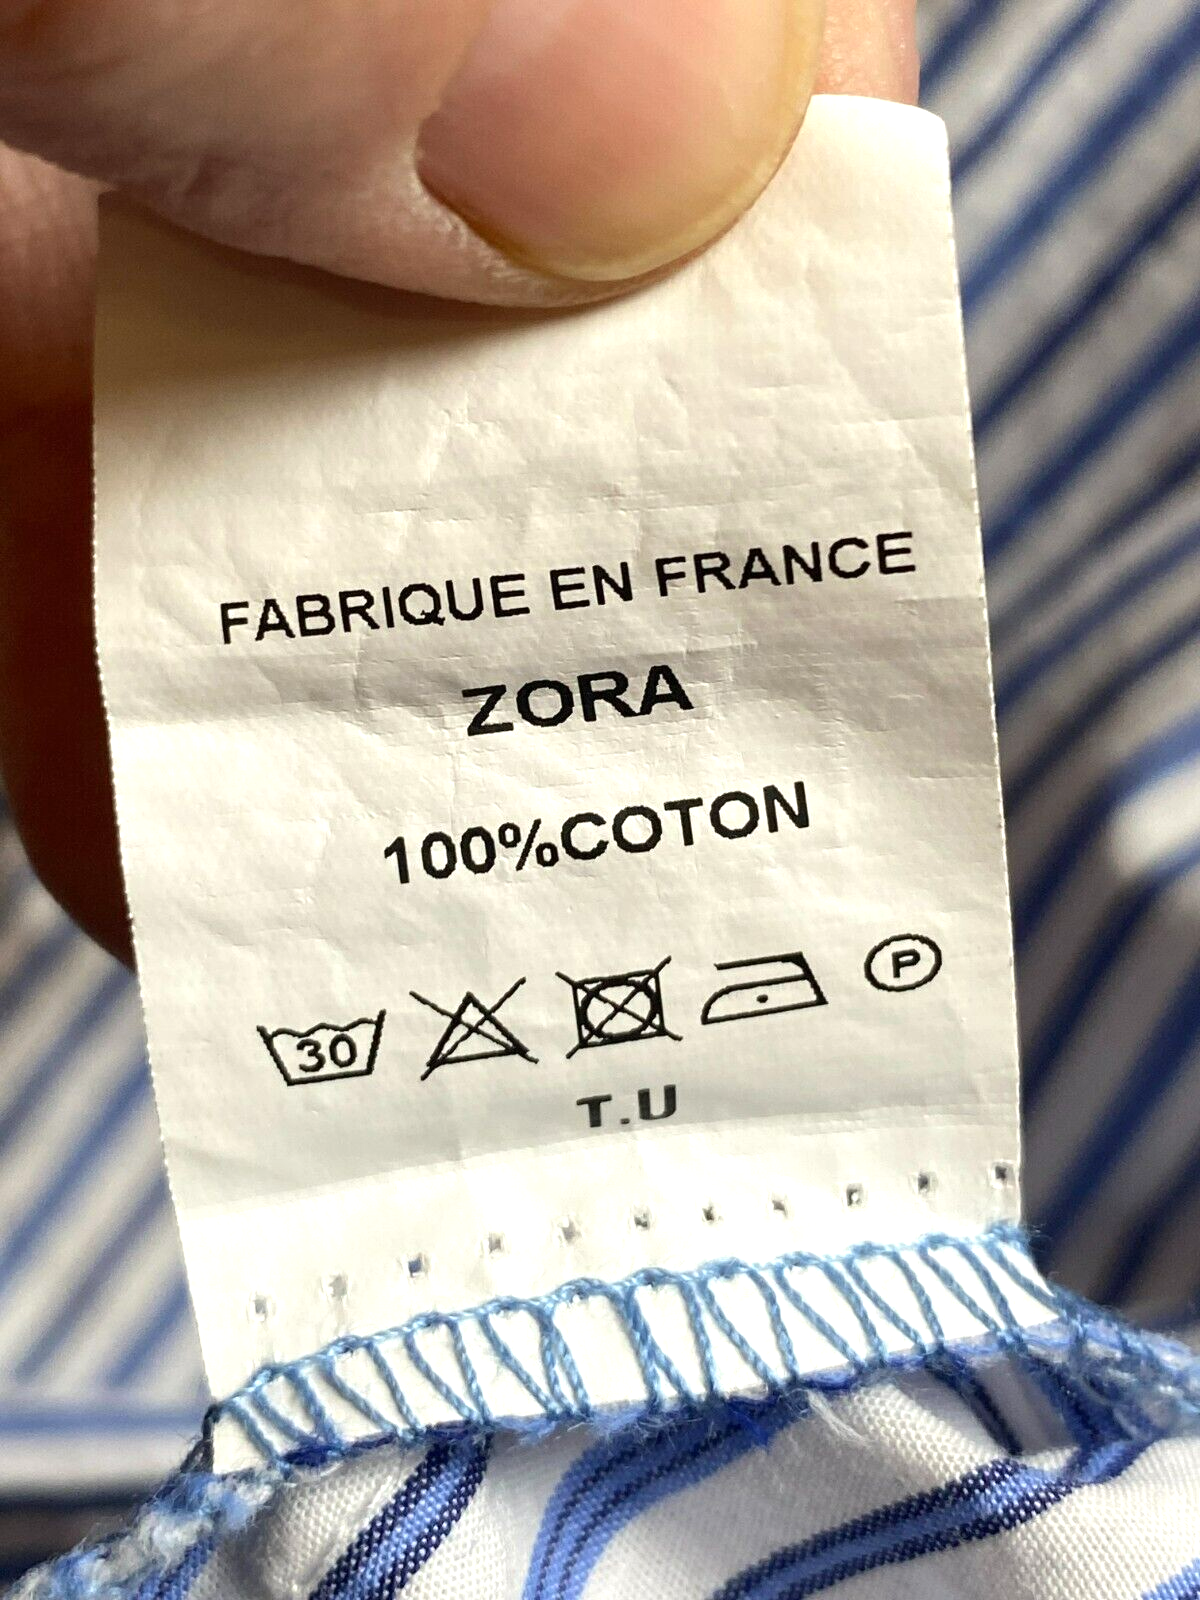 FABRIQUE EN FRANCE
ZORA
100%COTON
30 P
T.U